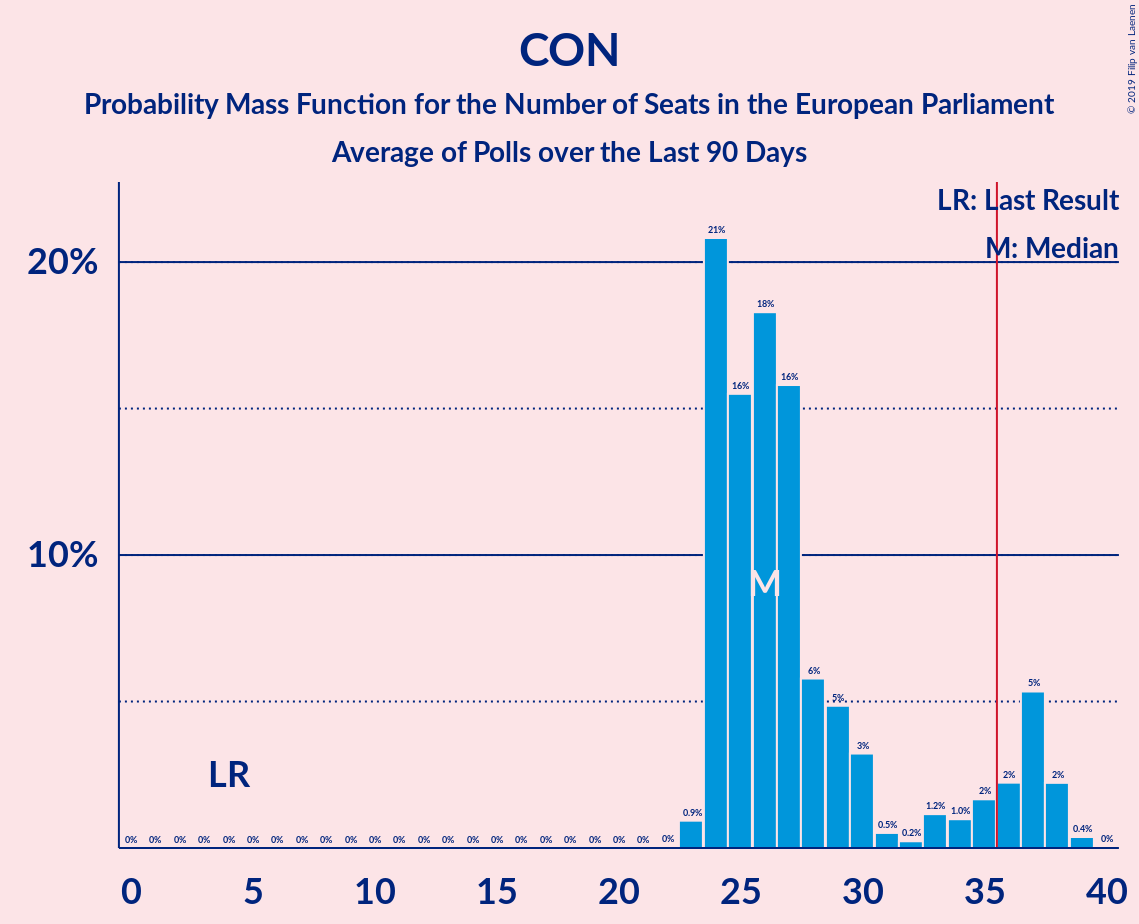 CON
Probability Mass Function for the Number of Seats in the European Parliament
Average of Polls over the Last 90 Days
© 2019 Filip van Laenen
LR: Last Result
M: Median
20%
10%
21%
16%
18%
16%
M
6%
5%
3%
LR
0% 0% 0% 0% 0% 0% 0% 0% 0% 0% 0% 0% 0% 0% 0% 0% 0% 0% 0% 0% 0% 0% 0% 0.9%
0.5% 0.2% 1.2% 1.0% 2% 2% 5% 2% 0.4% 0%
0 5 10 15 20 25 30 35 40